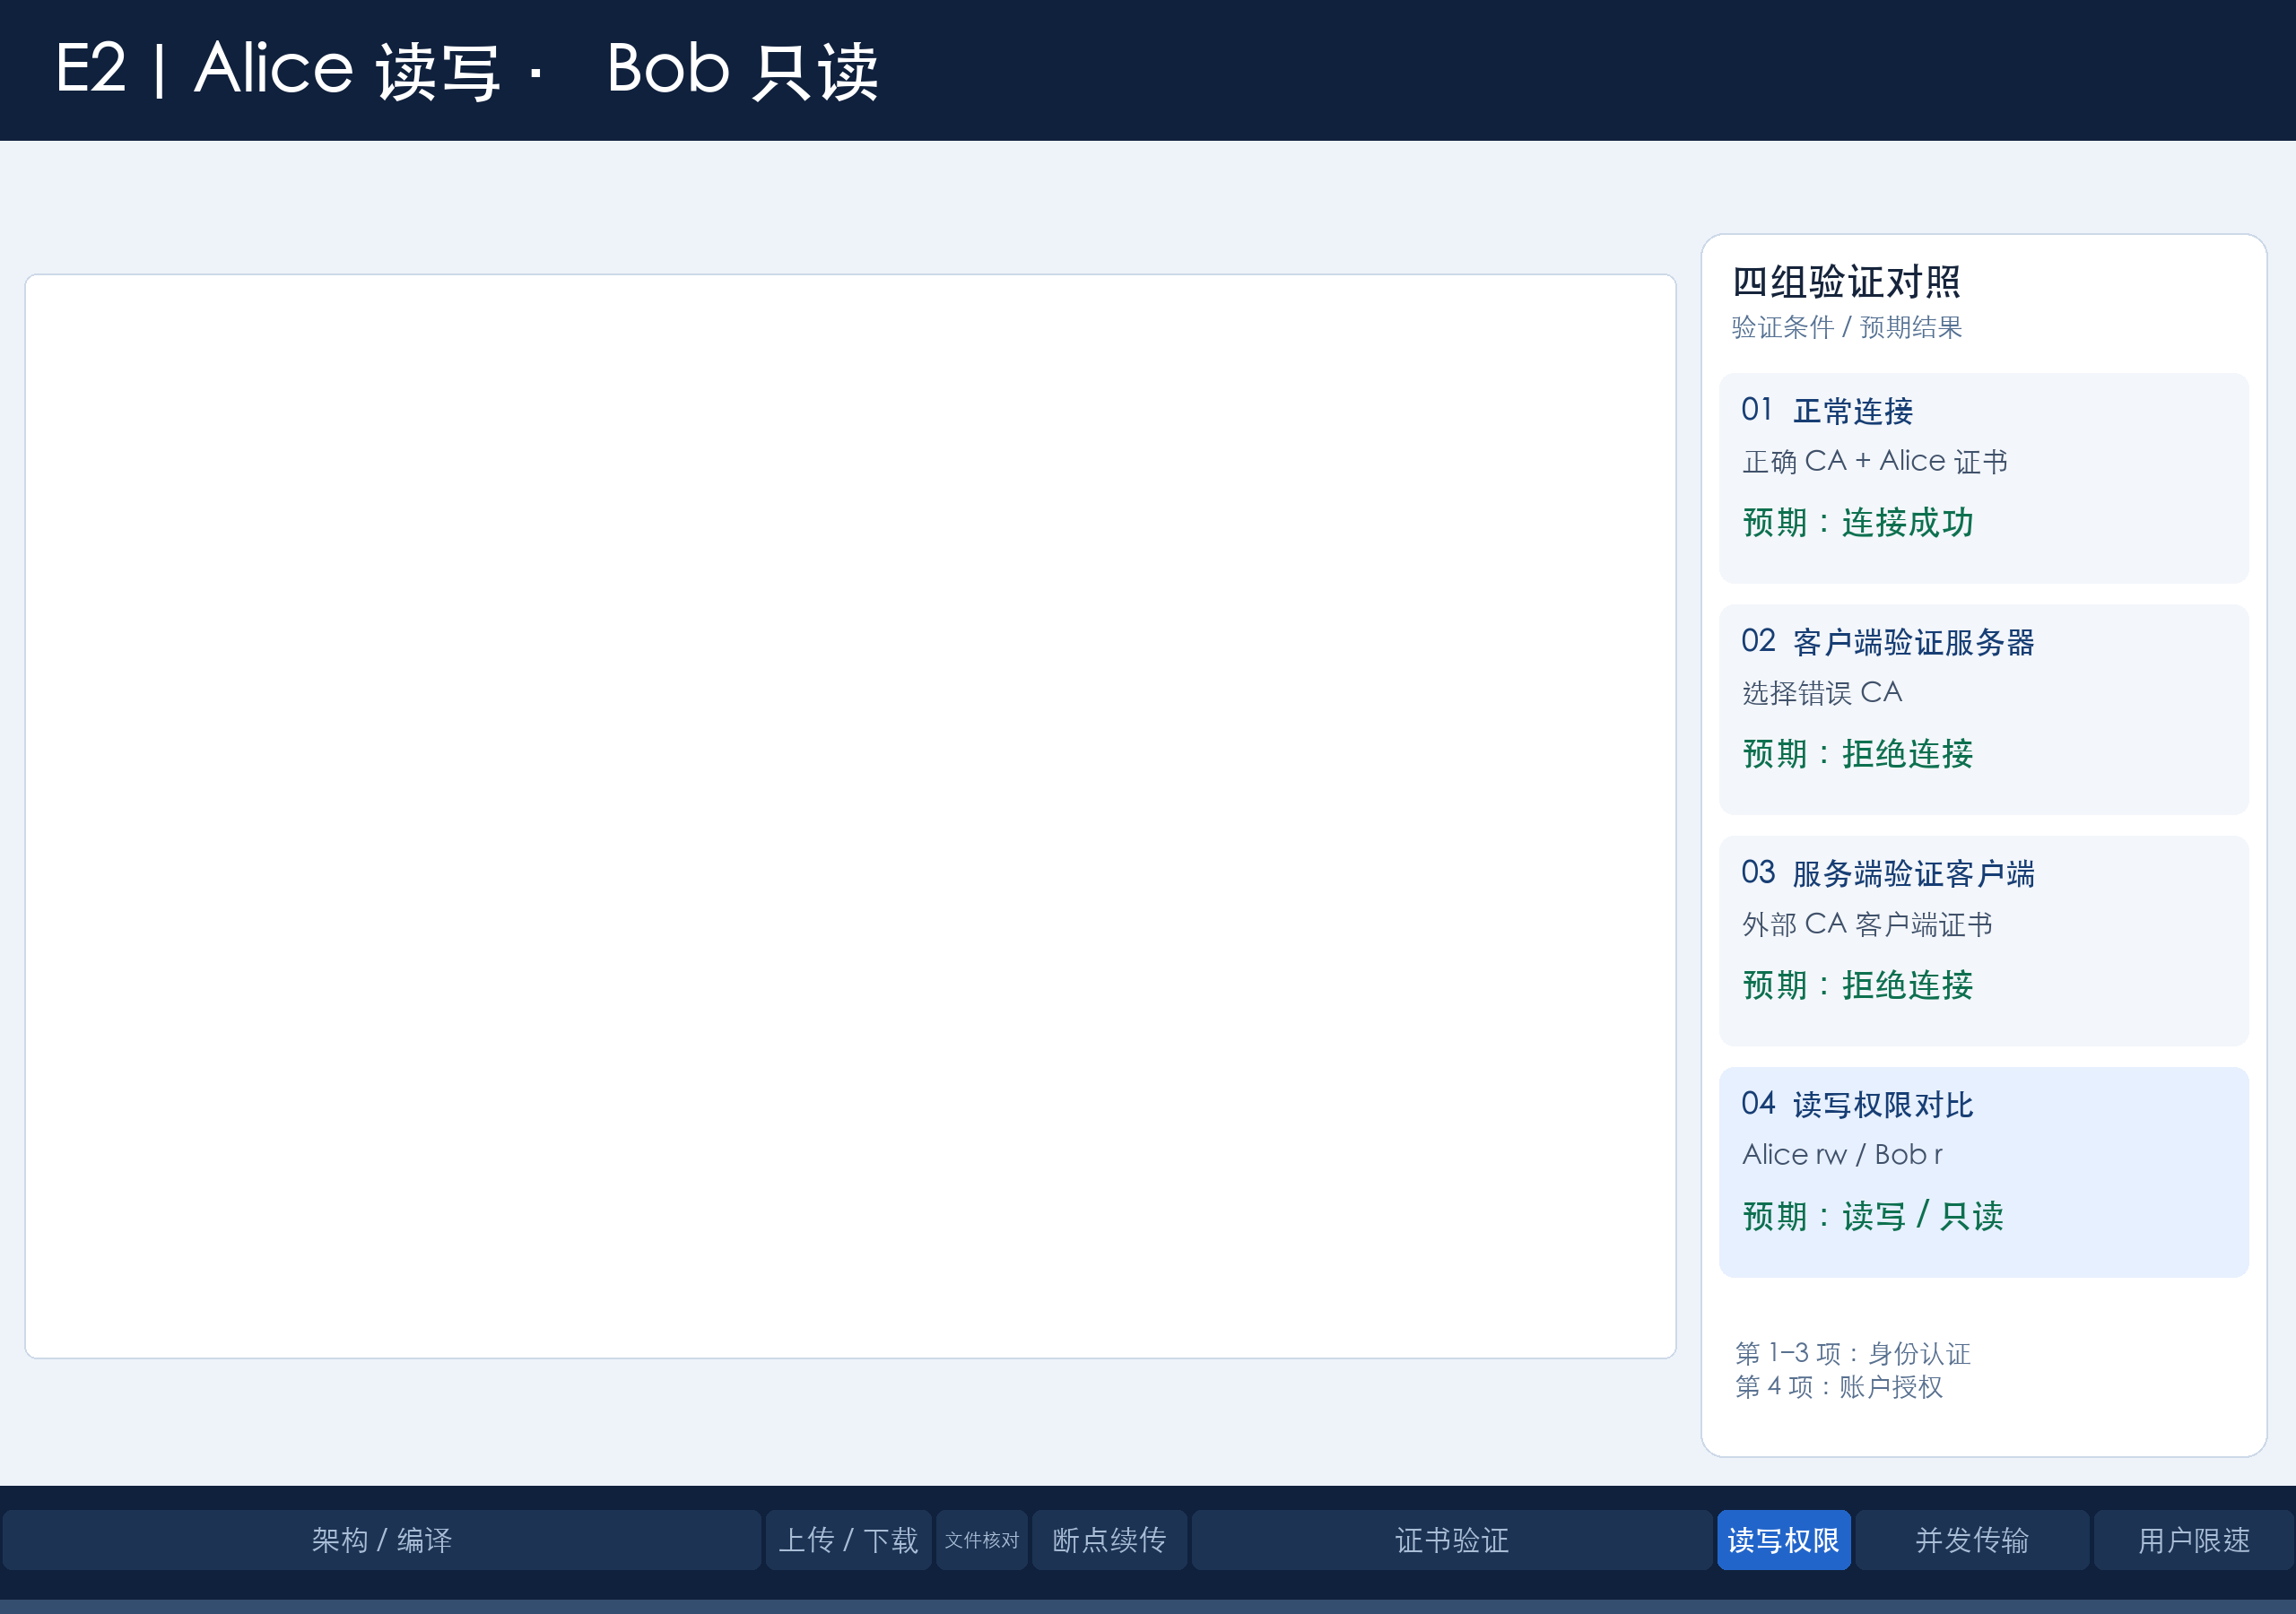 E2 | Alice 读写 · Bob 只读
四组验证对照
验证条件 / 预期结果
01 正常连接
正确 CA + Alice 证书
预期：连接成功
02 客户端验证服务器
选择错误 CA
预期：拒绝连接
03 服务端验证客户端
外部 CA 客户端证书
预期：拒绝连接
04 读写权限对比
Alice rw / Bob r
预期：读写 / 只读
第 1–3 项：身份认证
第 4 项：账户授权
架构 / 编译
上传 / 下载
文件核对
断点续传
证书验证
读写权限
并发传输
用户限速